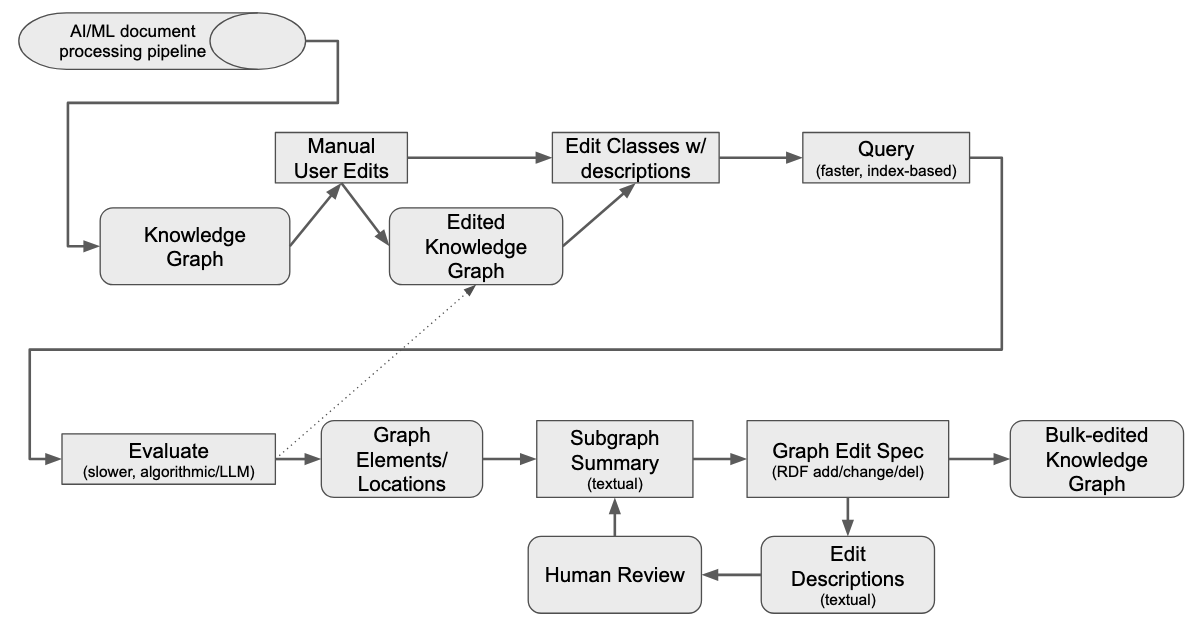 AI/ML document
processing pipeline
Manual
User Edits
Edit Classes w/
descriptions
Query
(faster, index-based)
Knowledge
Graph
Edited
Knowledge
Graph
Evaluate
(slower, algorithmic/LLM)
Graph
Elements/
Locations
Subgraph
Summary
(textual)
Graph Edit Spec
(RDF add/change/del)
Bulk-edited
Knowledge
Graph
Human Review
Edit
Descriptions
(textual)